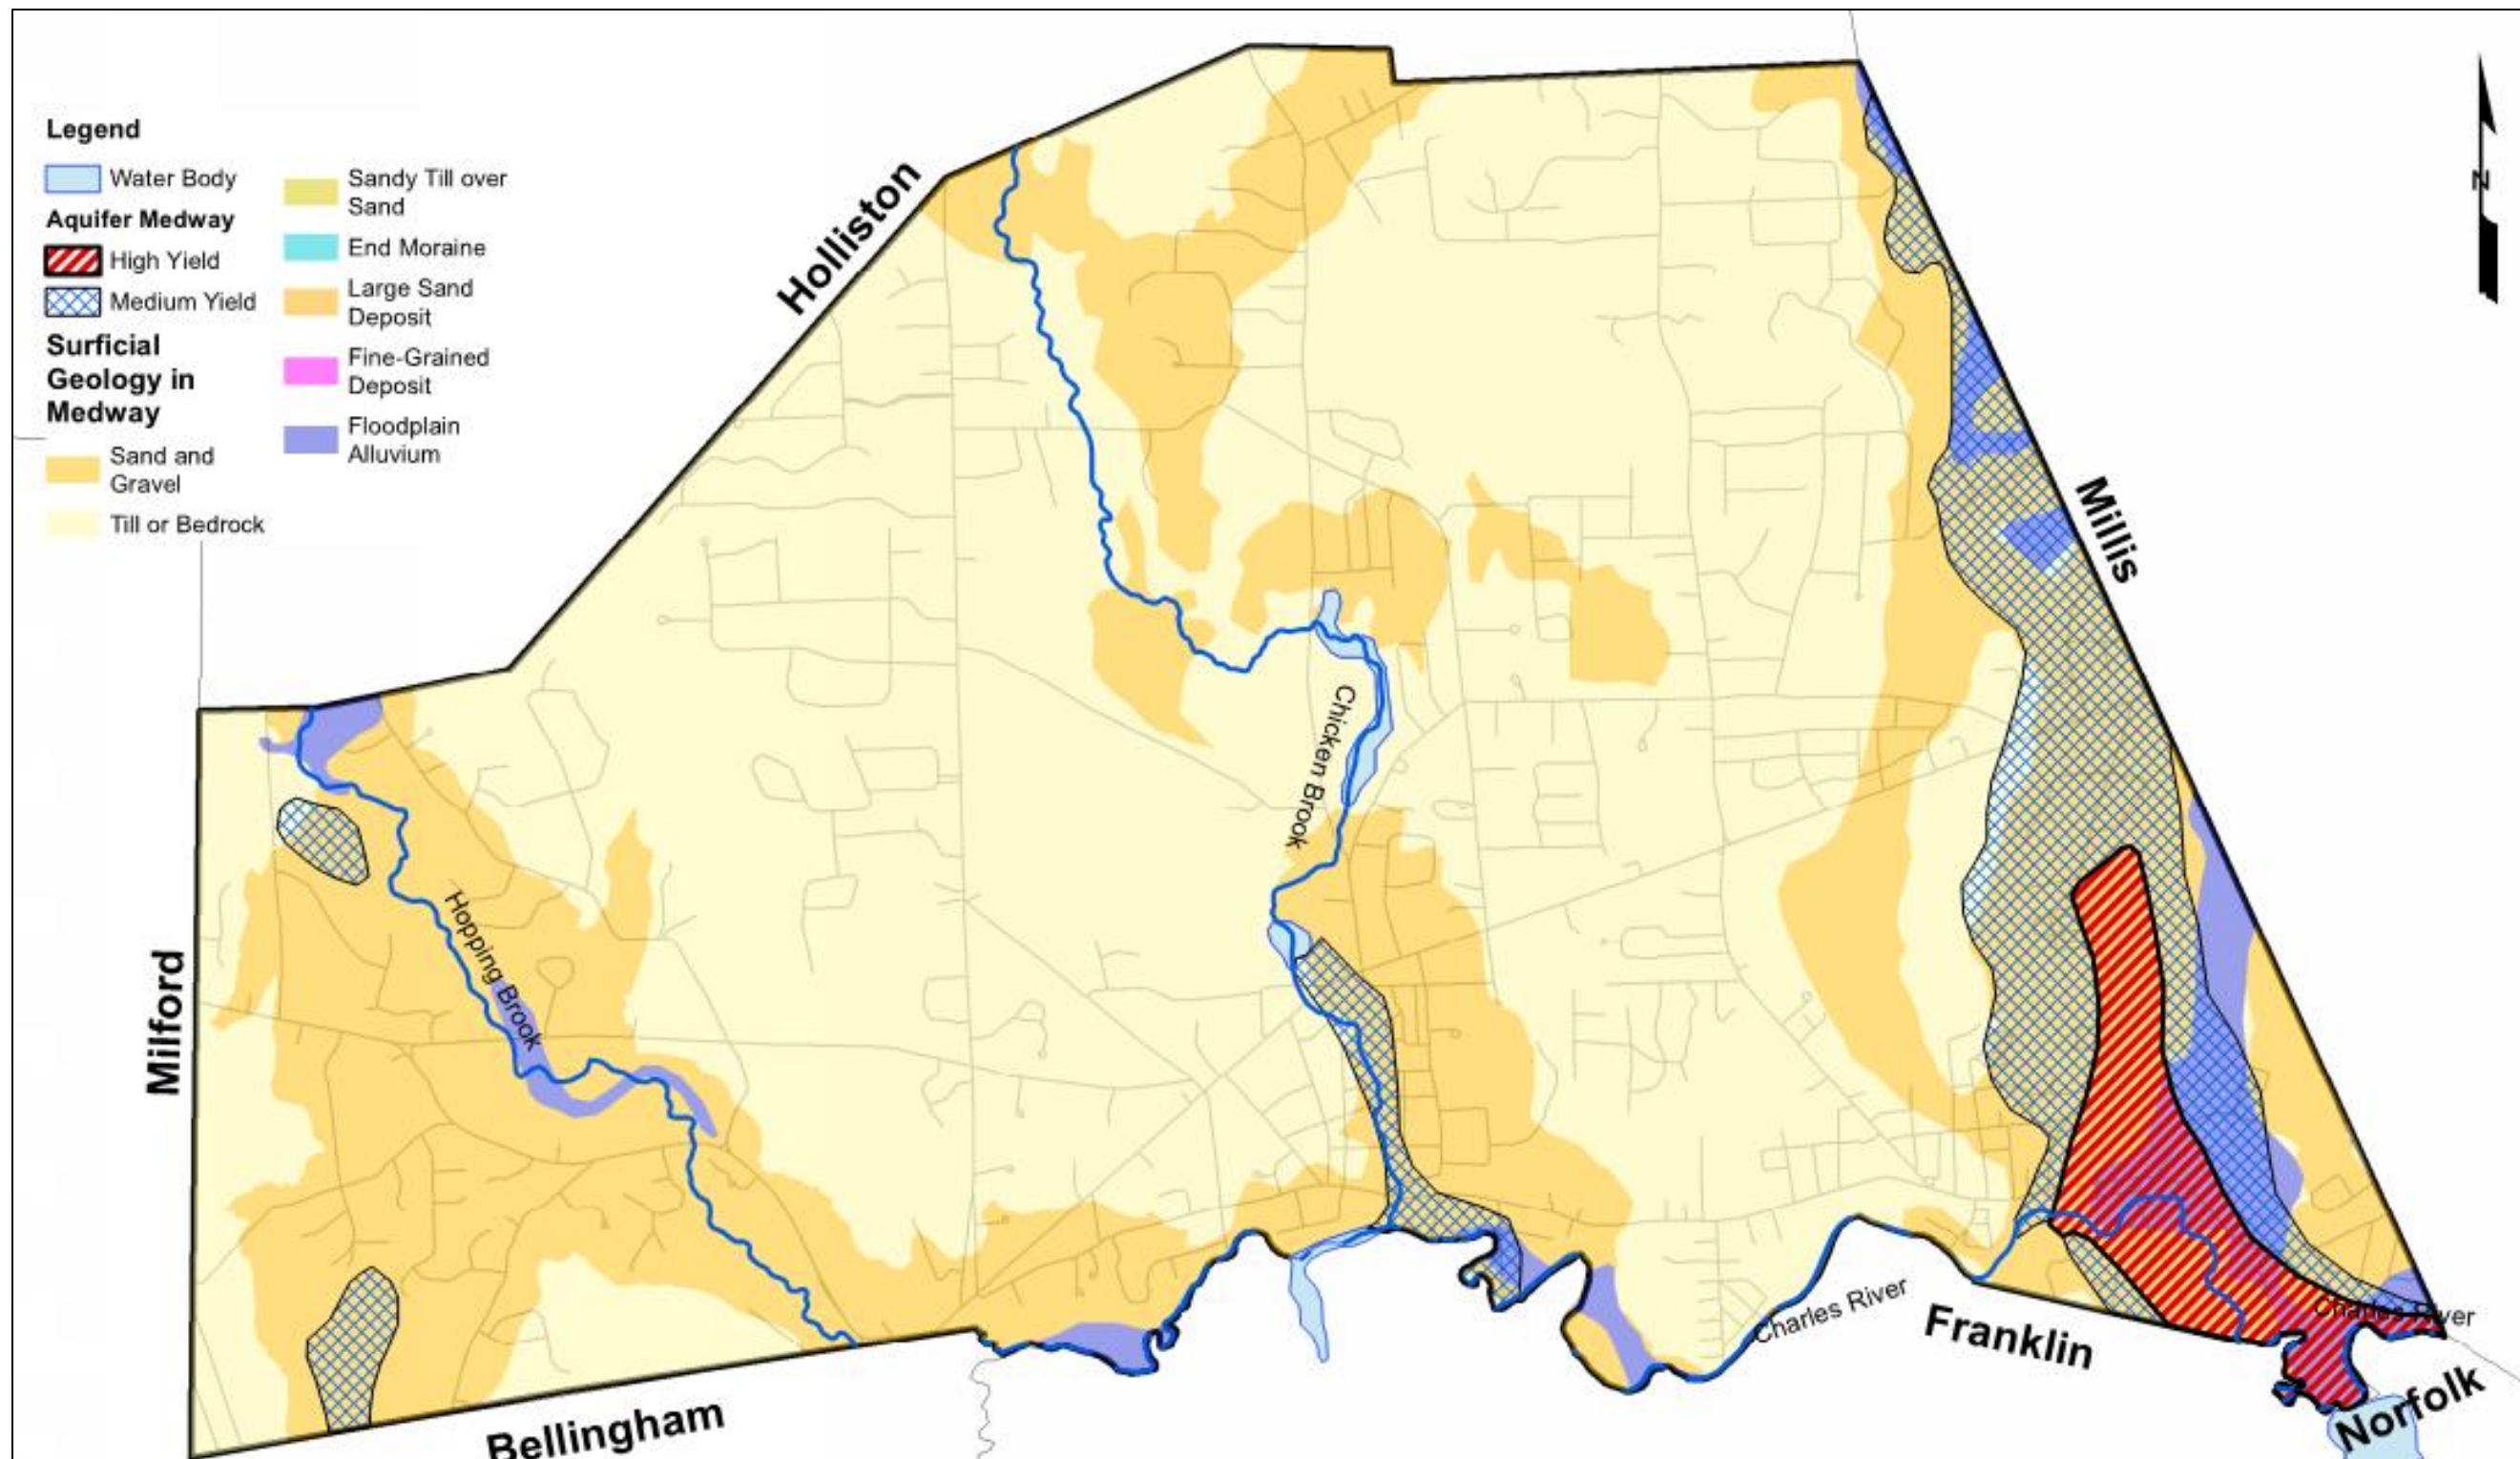 Legend
Water Body
Aquifer Medway
High Yield
Medium Yield
Surficial
Geology in
Medway
Sand and
Gravel
Till or Bedrock
Sandy Till over
Sand
End Moraine
Large Sand
Deposit
Fine-Grained
Deposit
Floodplain
Alluvium
N
Holliston
Millis
Milford
Hopping Brook
Chicken Brook
Charles River
Charles River
Franklin
Norfolk
Bellingham